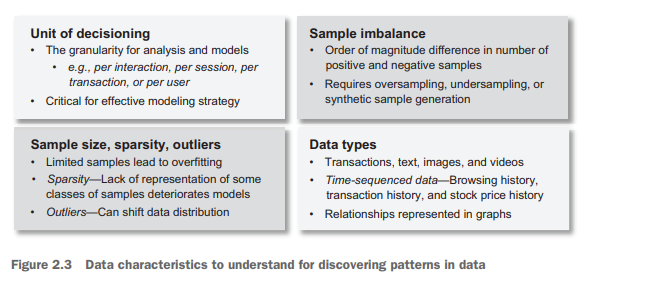 Unit of decisioning
• The granularity for analysis and models
• e.g., per interaction, per session, per
transaction, or per user
• Critical for effective modeling strategy
Sample imbalance
• Order of magnitude difference in number of
positive and negative samples
• Requires oversampling, undersampling, or
synthetic sample generation
Sample size, sparsity, outliers
• Limited samples lead to overfitting
• Sparsity—Lack of representation of some
classes of samples deteriorates models
• Outliers—Can shift data distribution
Data types
• Transactions, text, images, and videos
• Time-sequenced data—Browsing history,
transaction history, and stock price history
• Relationships represented in graphs
Figure 2.3 Data characteristics to understand for discovering patterns in data